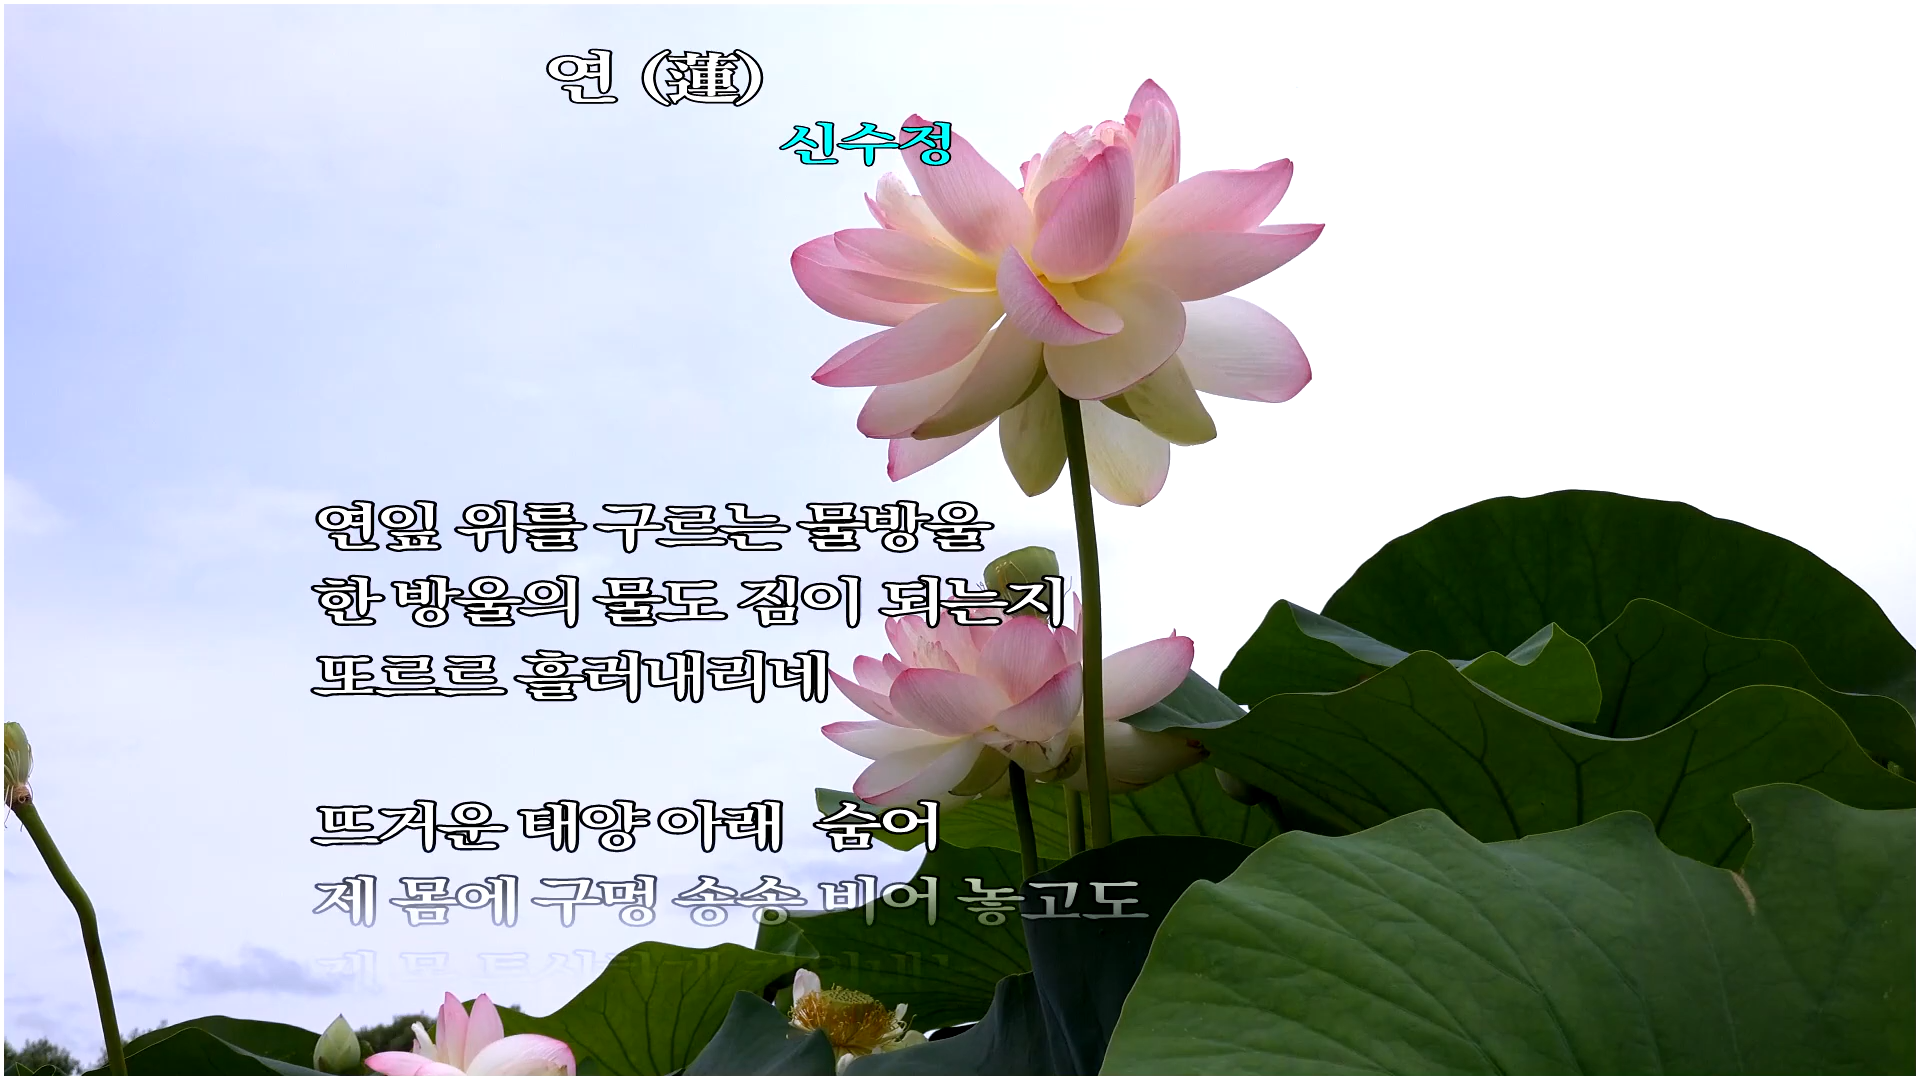 연 (蓮)
신수정
연잎 위를 구르는 물방울
한 방울의 물도 짐이 되는지
또르르 흘러내리네
뜨거운 태양 아래 숨어
제 몸에 구멍 송송 비어 놓고도
제 몸